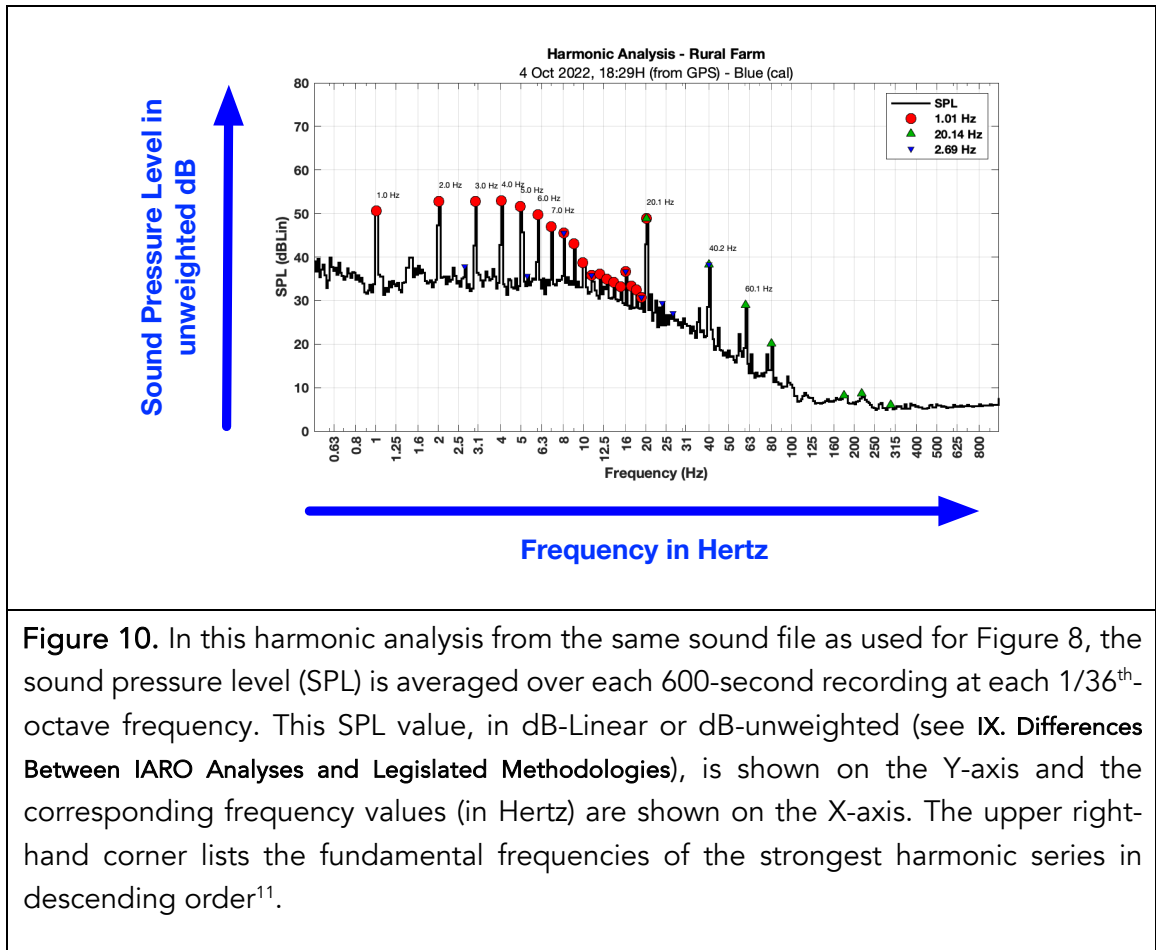 Harmonic Analysis - Rural Farm
4 Oct 2022, 18:29H (from GPS) - Blue (cal)
Sound Pressure Level in
unweighted dB
SPL (dBLin)
80
70
60
50
40
30
20
10
0
SPL
1.01 Hz
20.14 Hz
2.69 Hz
1.0 Hz
2.0 Hz
3.0 Hz
4.0 Hz
5.0 Hz
6.0 Hz
7.0 Hz
20.1 Hz
40.2 Hz
60.1 Hz
0.63 0.8 1 1.25 1.6 2 2.5 3.1 4 5 6.3 8 10 12.5 16 20 25 31 40 50 63 80 100 125 160 200 250 315 400 500 630 800
Frequency (Hz)
Frequency in Hertz
Figure 10. In this harmonic analysis from the same sound file as used for Figure 8, the
sound pressure level (SPL) is averaged over each 600-second recording at each 1/36th-
octave frequency. This SPL value, in dB-Linear or dB-unweighted (see IX. Differences
Between IARO Analyses and Legislated Methodologies), is shown on the Y-axis and the
corresponding frequency values (in Hertz) are shown on the X-axis. The upper right-
hand corner lists the fundamental frequencies of the strongest harmonic series in
descending order11.